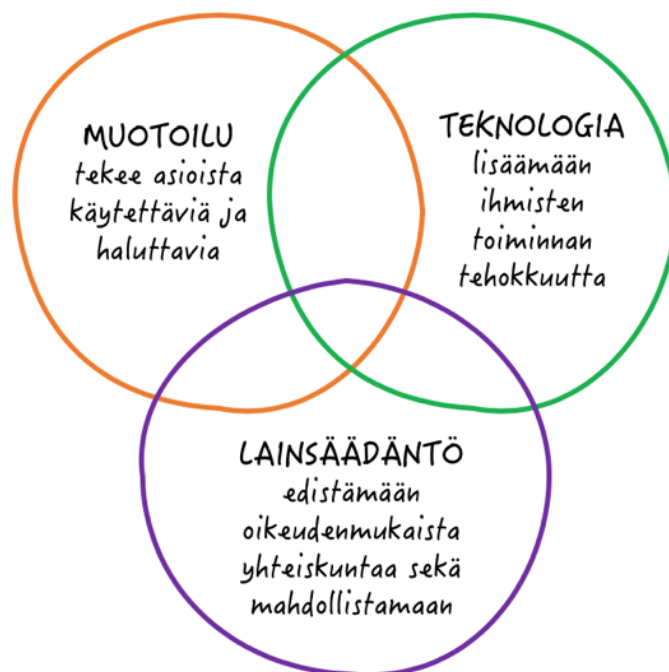 MUOTOILU
tekee asioista
käytettäviä ja
haluttavia
TEKNOLOGIA
lisäämään
ihmisten
toiminnan
tehokkuutta
LAINSÄÄDÄNTÖ
edistämään
oikeudenmukaista
yhteiskuntaa sekä
mahdollistamaan